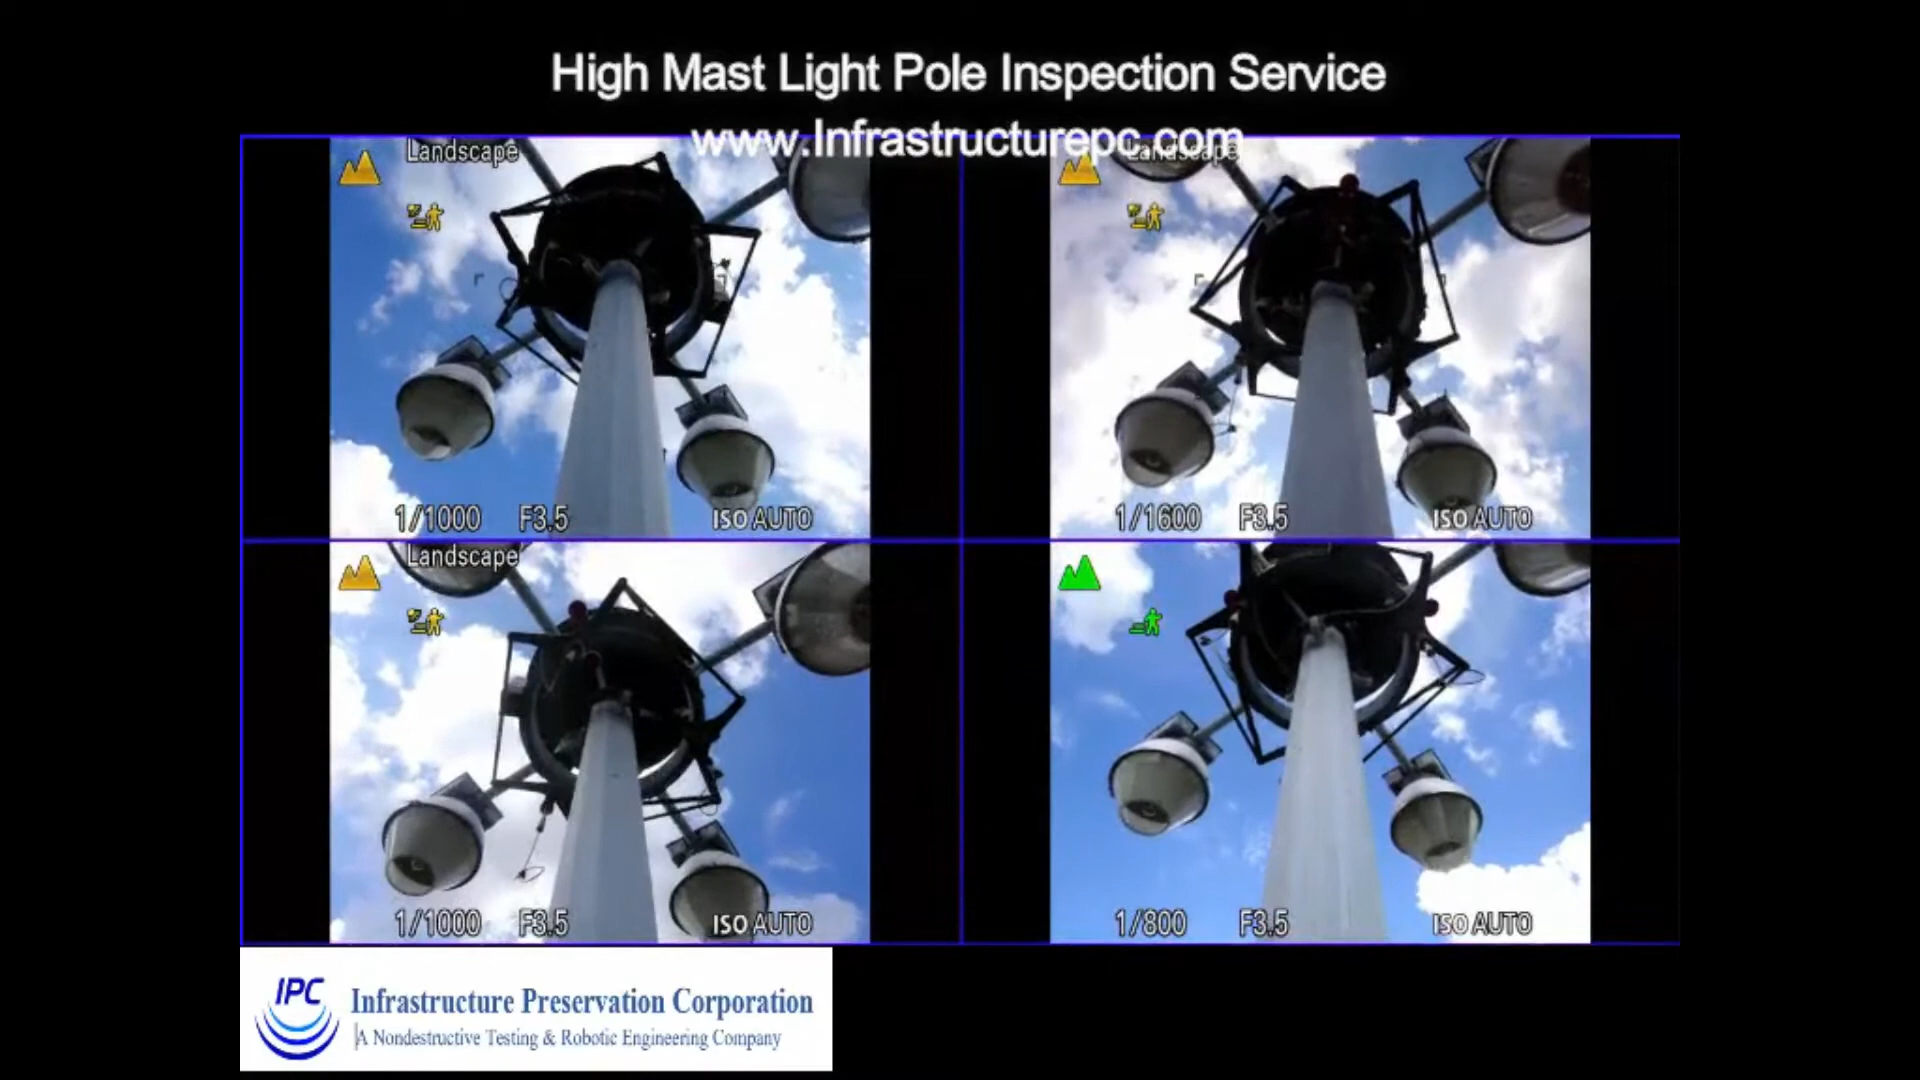 High Mast Light Pole Inspection Service
www.Infrastructurepc.com
Landscape
Landscape
1/1000 F3.5 ISO AUTO
1/1600 F3.5 ISO AUTO
Landscape
1/1000 F3.5 ISO AUTO
1/800 F3.5 ISO AUTO
IPC
Infrastructure Preservation Corporation
A Nondestructive Testing & Robotic Engineering Company